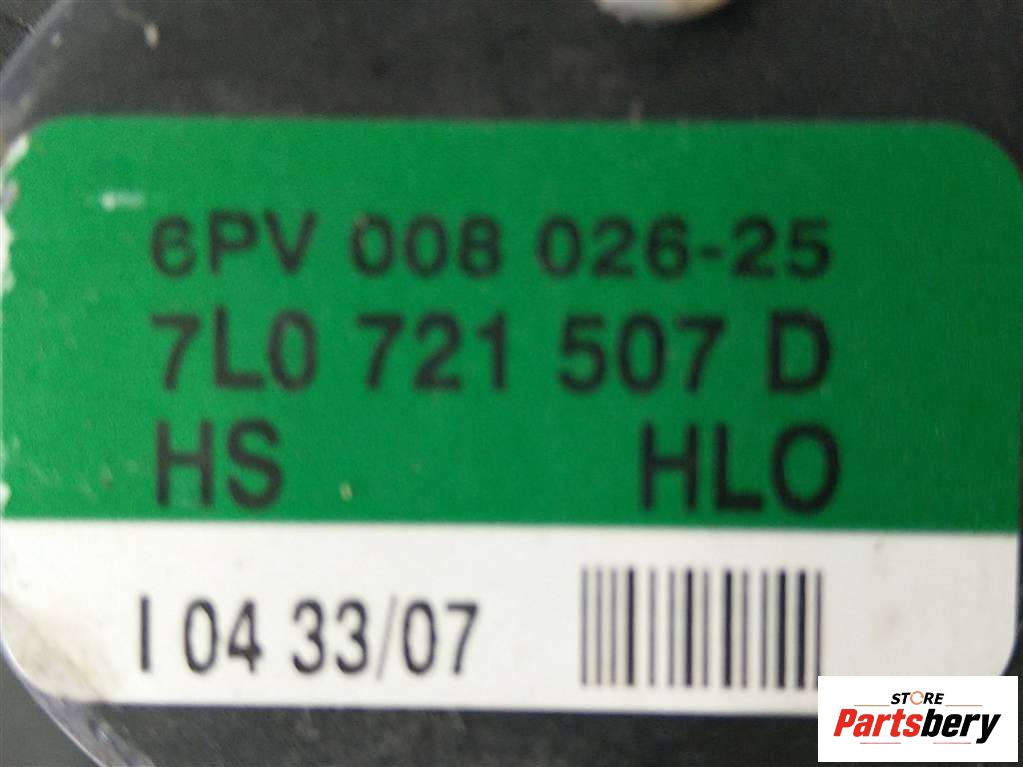 6PV 008 026-25
7L0 721 507 D
HS HLO
I 04 33/07
STORE
Partsbery